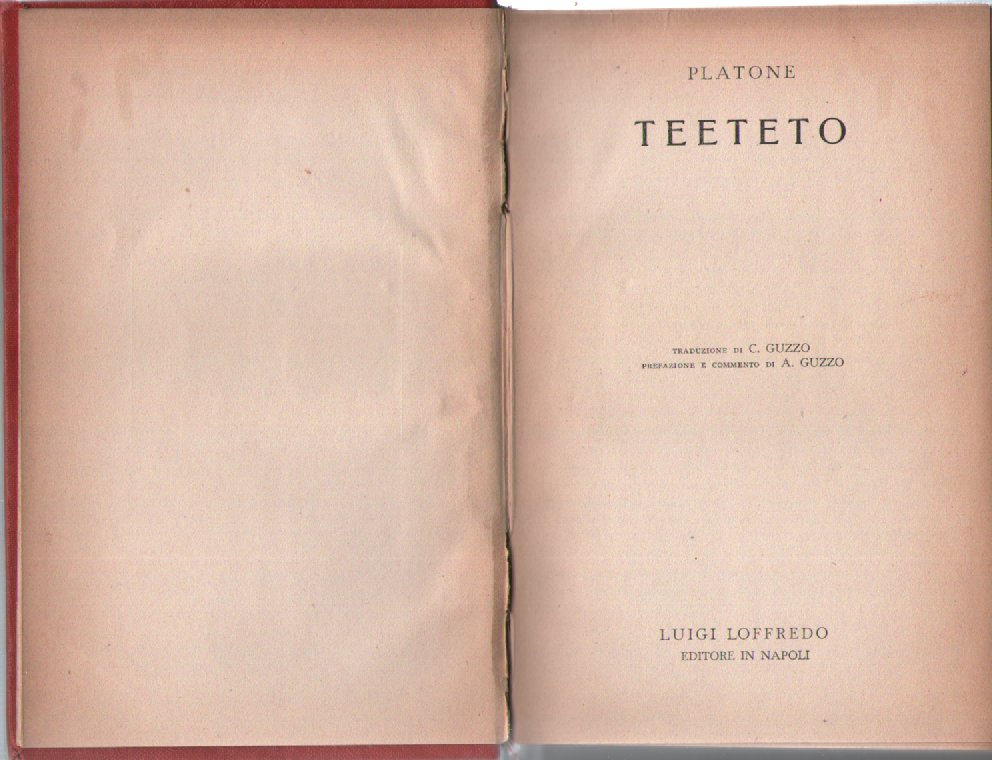 PLATONE
TEETETO
TRADUZIONE DI C. GUZZO
PREFAZIONE E COMMENTO DI A. GUZZO
LUIGI LOFFREDO
EDITORE IN NAPOLI